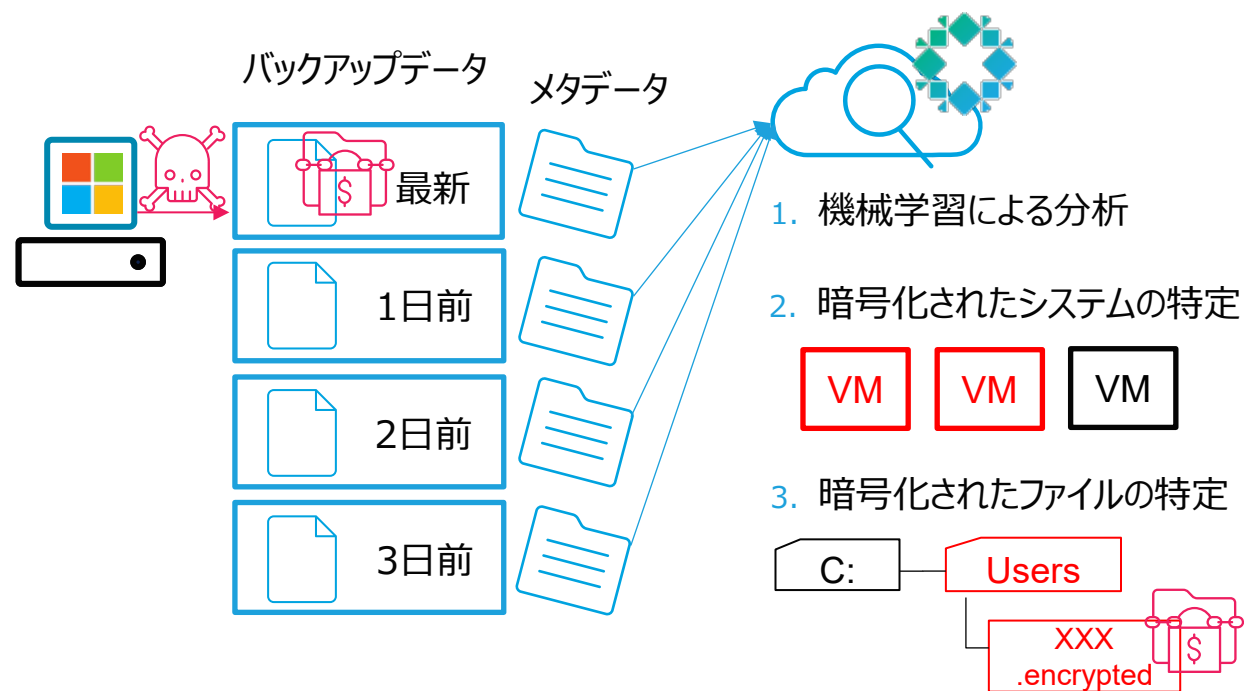 バックアップデータ
メタデータ
最新
$
1日前
2日前
3日前
1. 機械学習による分析
2. 暗号化されたシステムの特定
VM VM VM
3. 暗号化されたファイルの特定
C: Users
XXX
.encrypted
$